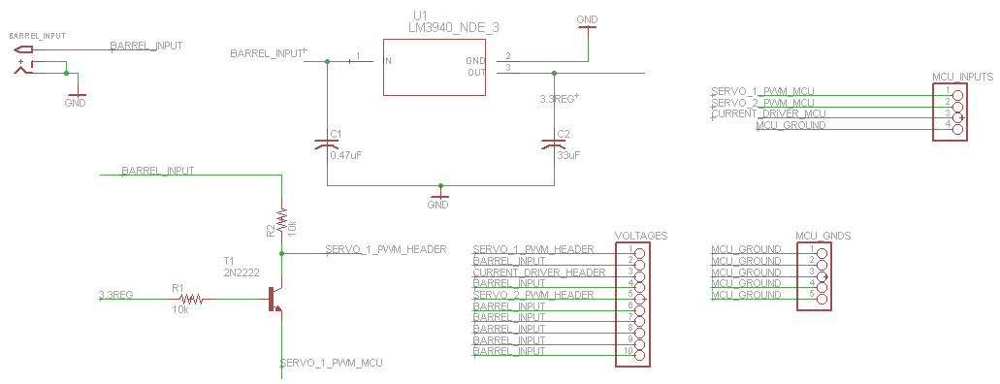 BARREL_INPUT
BARREL_INPUT
+
GND
U1
LM3940_NDE_3
BARREL_INPUT
1
IN
GND
OUT
2
3
GND
3.3REG
C1
0.47uF
C2
33uF
GND
MCU_INPUTS
SERVO_1_PWM_MCU 1
SERVO_2_PWM_MCU 2
CURRENT_DRIVER_MCU 3
MCU_GROUND 4
BARREL_INPUT
R2
10k
SERVO_1_PWM_HEADER
T1
2N2222
3.3REG
R1
10k
SERVO_1_PWM_MCU
VOLTAGES
SERVO_1_PWM_HEADER 1
BARREL_INPUT 2
CURRENT_DRIVER_HEADER 3
BARREL_INPUT 4
SERVO_2_PWM_HEADER 5
BARREL_INPUT 6
BARREL_INPUT 7
BARREL_INPUT 8
BARREL_INPUT 9
BARREL_INPUT 10
MCU_GNDS
MCU_GROUND 1
MCU_GROUND 2
MCU_GROUND 3
MCU_GROUND 4
MCU_GROUND 5